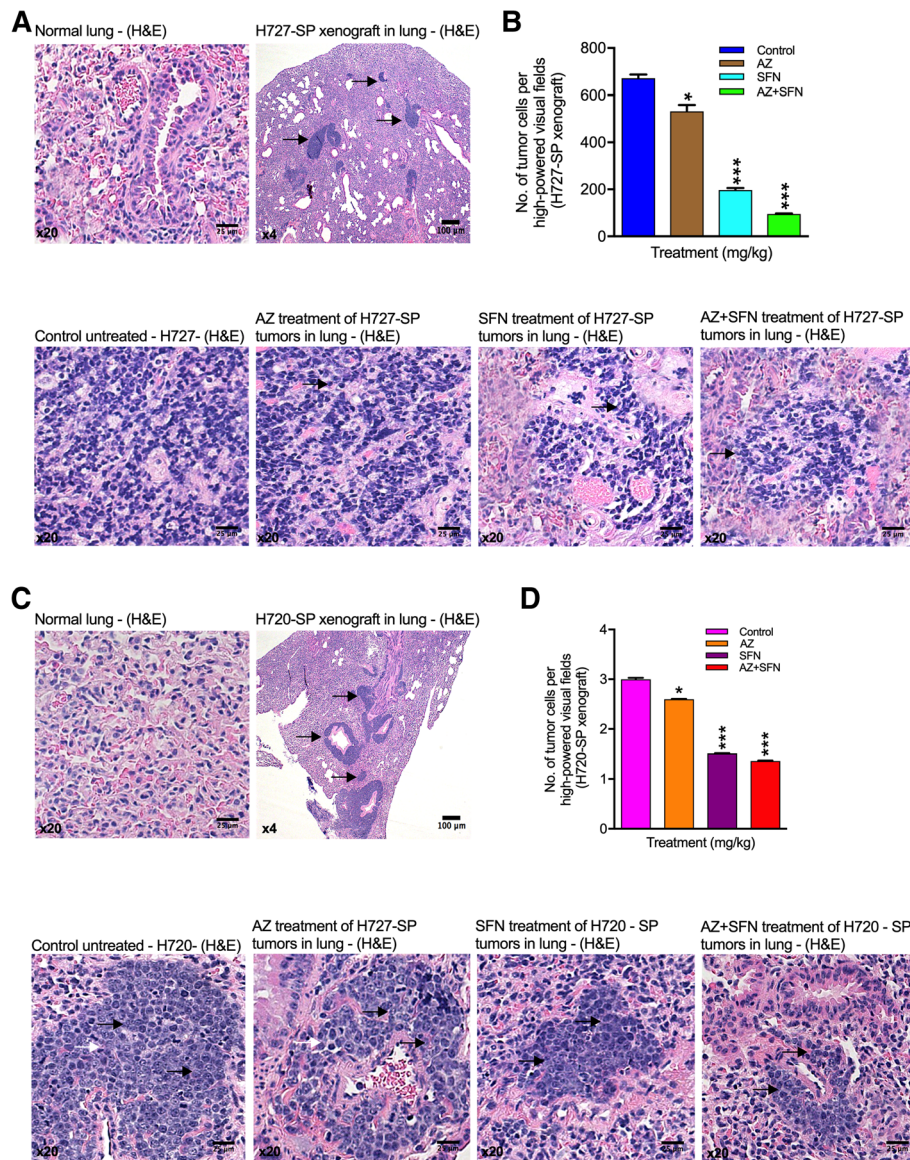 A
Normal lung - (H&E)
x20
25 µm
H727-SP xenograft in lung - (H&E)
x4
100 µm
B
No. of tumor cells per
high-powered visual fields
(H727-SP xenograft)
800
600
400
200
0
*
***
***
Control
AZ
SFN
AZ+SFN
Treatment (mg/kg)
Control untreated - H727- (H&E)
x20
25 µm
AZ treatment of H727-SP
tumors in lung - (H&E)
x20
25 µm
SFN treatment of H727-SP
tumors in lung - (H&E)
x20
25 µm
AZ+SFN treatment of H727-SP
tumors in lung - (H&E)
x20
25 µm
C
Normal lung - (H&E)
x20
25µm
H720-SP xenograft in lung - (H&E)
x4
100 µm
D
No. of tumor cells per
high-powered visual fields
(H720-SP xenograft)
4
3
2
1
0
*
***
***
Control
AZ
SFN
AZ+SFN
Treatment (mg/kg)
Control untreated - H720- (H&E)
x20
25µm
AZ treatment of H727-SP
tumors in lung - (H&E)
x20
25µm
SFN treatment of H720 - SP
tumors in lung - (H&E)
x20
25 µm
AZ+SFN treatment of H720 - SP
tumors in lung - (H&E)
x20
25µm